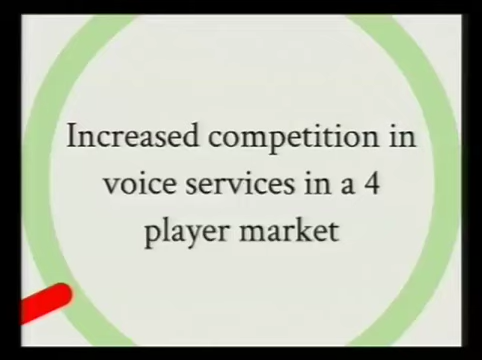 Increased competition in
voice services in a 4
player market